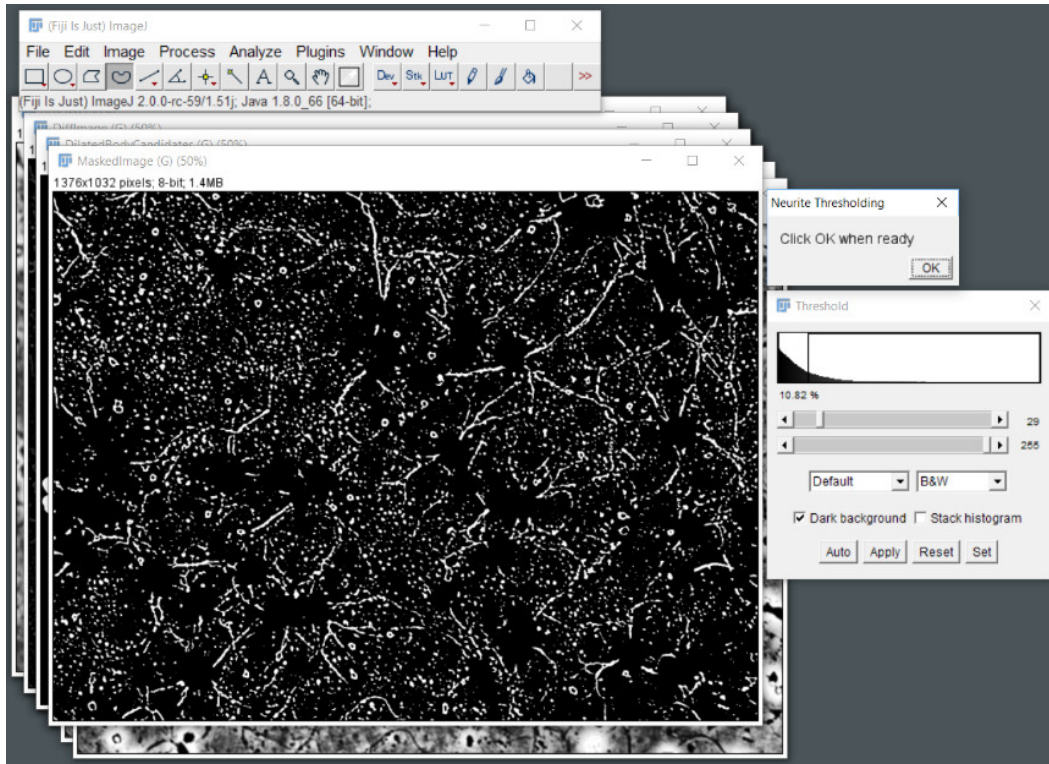 (Fiji Is Just) ImageJ
File Edit Image Process Analyze Plugins Window Help
Dev Stk LUT >>
(Fiji Is Just) ImageJ 2.0.0-rc-59/1.51j; Java 1.8.0_66 [64-bit];
DiffImage (G) (50%)
DilatedBodyCandidates (G) (50%)
MaskedImage (G) (50%)
1376x1032 pixels; 8-bit; 1.4MB
Neurite Thresholding
Click OK when ready
OK
Threshold
10.82 %
29
255
Default B&W
Dark background Stack histogram
Auto Apply Reset Set